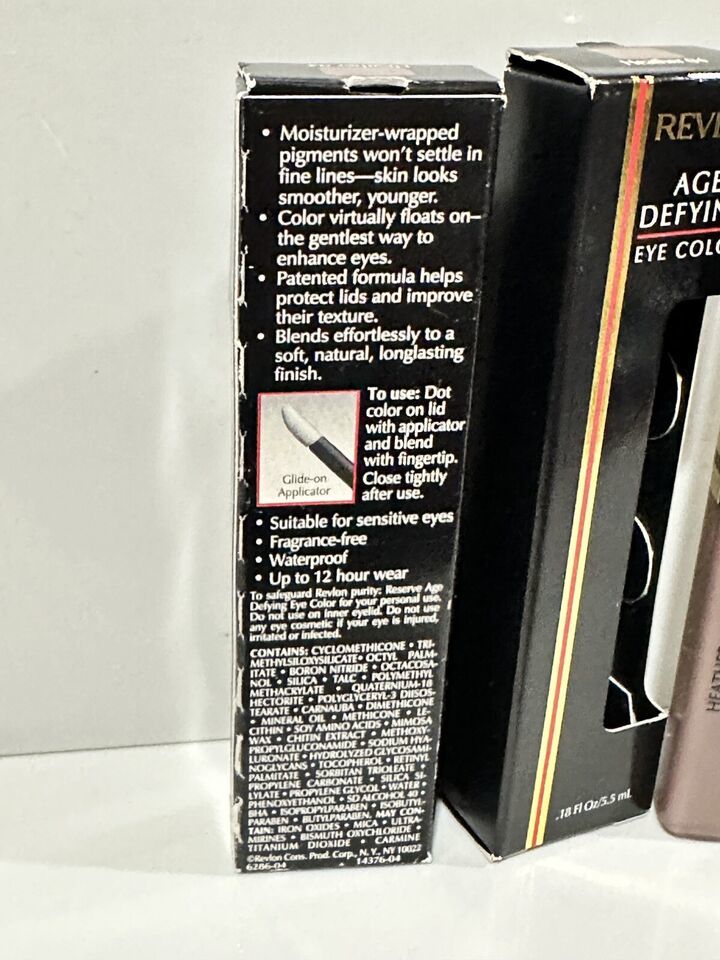 • Moisturizer-wrapped
pigments won't settle in
fine lines—skin looks
smoother, younger.
• Color virtually floats on–
the gentlest way to
enhance eyes.
• Patented formula helps
protect lids and improve
their texture.
• Blends effortlessly to a
soft, natural, longlasting
finish.
To use: Dot
color on lid
with applicator
and blend
with fingertip.
Close tightly
after use.
Glide-on
Applicator
• Suitable for sensitive eyes
• Fragrance-free
• Waterproof
• Up to 12 hour wear
To safeguard Revlon purity: Reserve Age
Defying Eye Color for your personal use.
Do not use on inner eyelid. Do not use
any eye cosmetic if your eye is injured,
irritated or infected.
CONTAINS: CYCLOMETHICONE • TRI-
METHYLSILOXYSILICATE • OCTYL PALM-
ITATE • BORON NITRIDE • OCTACOSA-
NOL • SILICA • TALC • POLYMETHYL
METHACRYLATE • QUATERNIUM-18
HECTORITE • POLYGLYCERYL-3 DIISOS-
TEARATE • CARNAUBA • DIMETHICONE
• MINERAL OIL • METHICONE • LE-
CITHIN • SOY AMINO ACIDS • MIMOSA
WAX • CHITIN EXTRACT • METHOXY-
PROPYLGLUCONAMIDE • SODIUM HYA-
LURONATE • HYDROLYZED GLYCOSAMI-
NOGLYCANS • TOCOPHEROL • RETINYL
PALMITATE • SORBITAN TRIOLEATE •
PROPYLENE CARBONATE • SILICA SI-
LYLATE • PROPYLENE GLYCOL • WATER •
PHENOXYETHANOL • SD ALCOHOL 40 •
BHA • ISOPROPYLPARABEN • ISOBUTYL-
PARABEN • BUTYLPARABEN, MAY CON-
TAIN: IRON OXIDES • MICA • ULTRA-
MARINES • BISMUTH OXYCHLORIDE •
TITANIUM DIOXIDE • CARMINE
©Revlon Cons. Prod. Corp., N. Y., NY 10022
6286-04 14376-04
Heather 04
REVL
AGE
DEFYIN
EYE COLO
.18 Fl Oz/5.5 mL
HEATHER